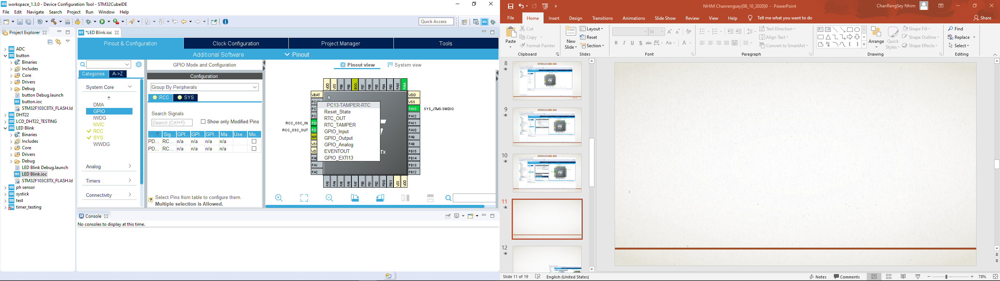 workspace_1.3.0 - Device Configuration Tool - STM32CubeIDE
File Edit Navigate Search Project Run Window Help
Quick Access
Project Explorer
ADC
button
Binaries
Includes
Core
Drivers
Debug
button Debug.launch
button.ioc
STM32F103C8TX_FLASH.ld
DHT22
LCD_DHT22_TESTING
LED Blink
Binaries
Includes
Core
Drivers
Debug
LED Blink Debug.launch
LED Blink.ioc
STM32F103C8TX_FLASH.ld
ph sensor
systick
test
timer_testing
*LED Blink.ioc
Pinout & Configuration Clock Configuration Project Manager Tools
Additional Software Pinout
Categories A->Z
System Core
DMA
GPIO
IWDG
NVIC
RCC
SYS
WWDG
Analog
Timers
Connectivity
GPIO Mode and Configuration
Configuration
Group By Peripherals
RCC SYS
Search Signals
Search (Crtl+F) Show only Modified Pins
... Sig... GPI... GPI... GPI... Ma... Use... Mo...
PD... RC... n/a n/a n/a n/a
PD... RC... n/a n/a n/a n/a
Select Pins from table to configure them.
Multiple selection is Allowed.
Pinout view System view
VDD VSS PB9 PB8 BOO.. PB7 PB6 PB5 PB4 PB3 PA15 PA14
VBAT
RCC_OSC_IN
RCC_OSC_OUT
PA1
PA2
PC13-TAMPER-RTC
Reset_State
RTC_OUT
RTC_TAMPER
GPIO_Input
GPIO_Output
GPIO_Analog
EVENTOUT
GPIO_EXTI13
Tx
VDD
VSS
PA13 SYS_JTMS-SWDIO
PA12
PA11
PA10
PA9
PA8
PB15
PB14
PB13
PB12
PA3 PA4 PA5 PA6 PA7 PB0 PB1 PB2 PB10 PB11 VSS VDD
Console
No consoles to display at this time.
NHIM Chanrengsey(08_10_2020)0 - PowerPoint
ChanRengSey Nhim
File Home Insert Design Transitions Animations Slide Show Review View Help Tell me what you want to do Share
Paste
Cut
Copy
Format Painter
Clipboard
New Slide
Layout
Reset
Section
Slides
36
B I U S abc AV Aa A
Font
Text Direction
Align Text
Convert to SmartArt
Paragraph
Arrange
Quick Styles
Shape Fill
Shape Outline
Shape Effects
Drawing
Find
Replace
Select
Editing
8
STM32CUBE IDE
9
STM32CUBE IDE
10
STM32CUBE IDE
11
12
Slide 11 of 19 English (United States) Notes Comments 78%